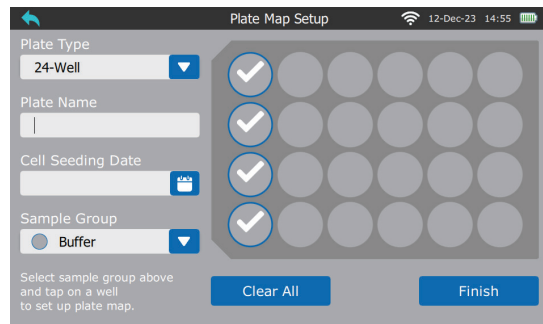 Plate Map Setup
12-Dec-23 14:55
Plate Type
24-Well
Plate Name
Cell Seeding Date
Sample Group
Buffer
Select sample group above
and tap on a well
to set up plate map.
Clear All
Finish